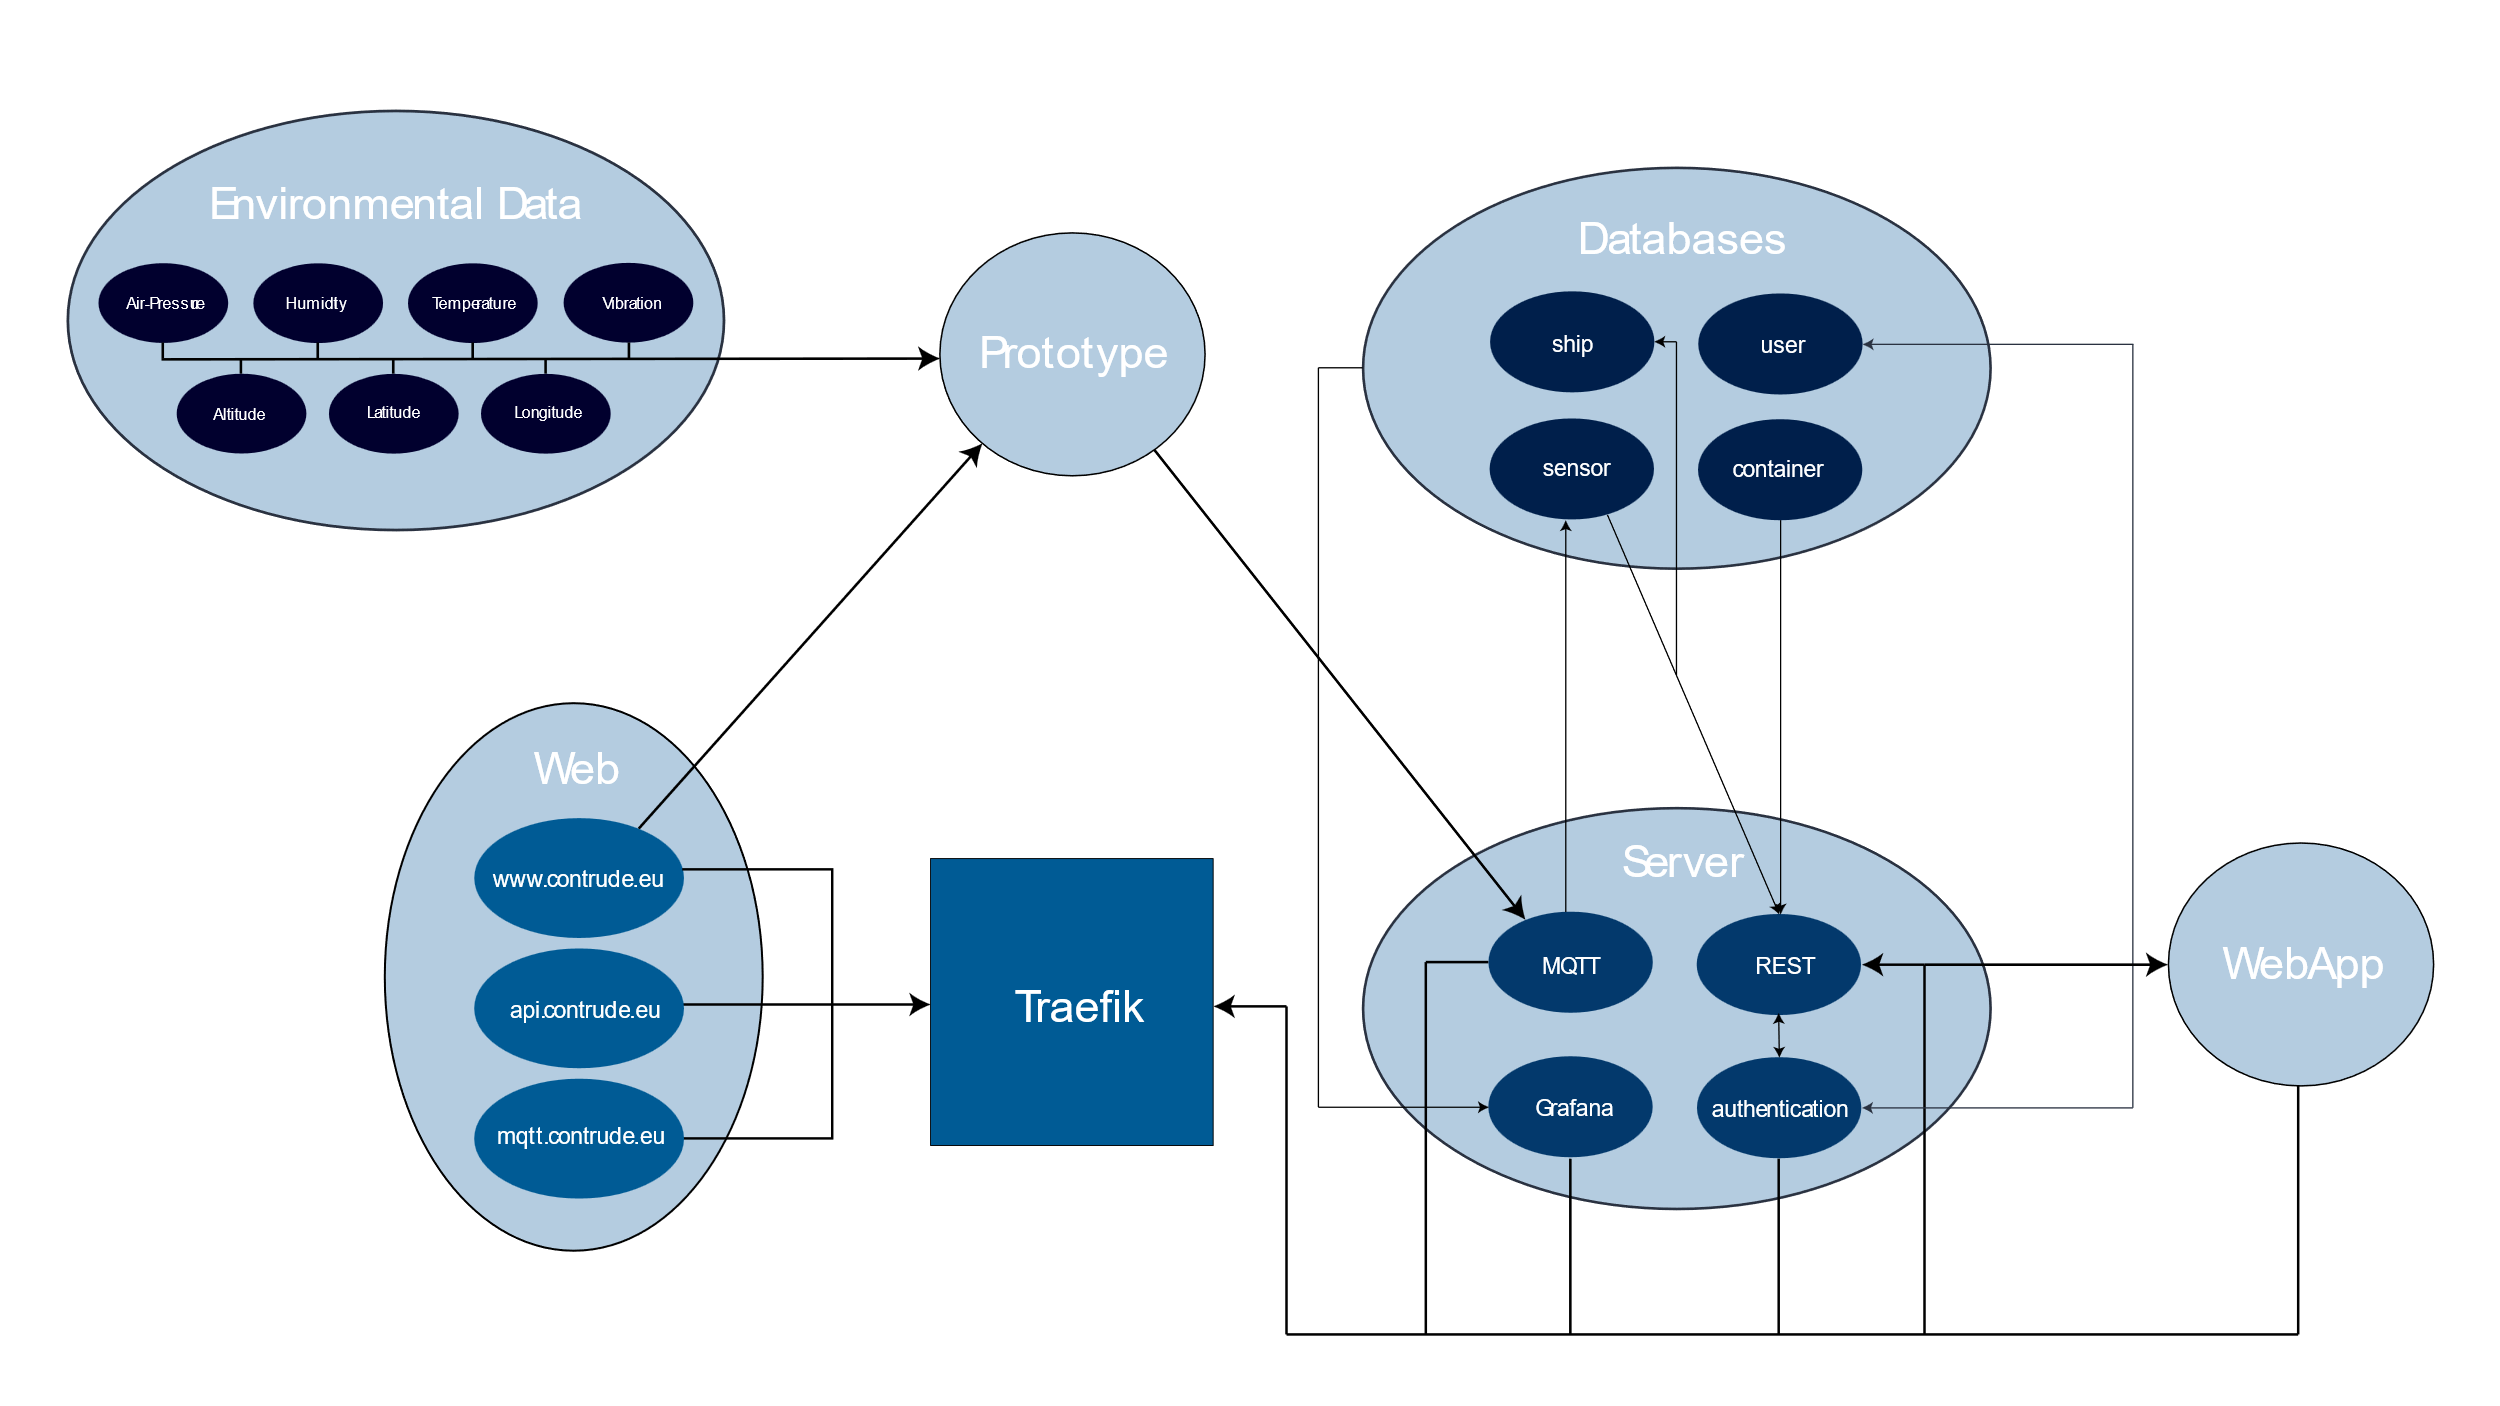 Environmental Data
Air-Pressure
Humidty
Temperature
Vibration
Altitude
Latitude
Longitude
Prototype
Databases
ship
user
sensor
container
Web
www.contrude.eu
api.contrude.eu
mqtt.contrude.eu
Traefik
Server
MQTT
REST
Grafana
authentication
WebApp